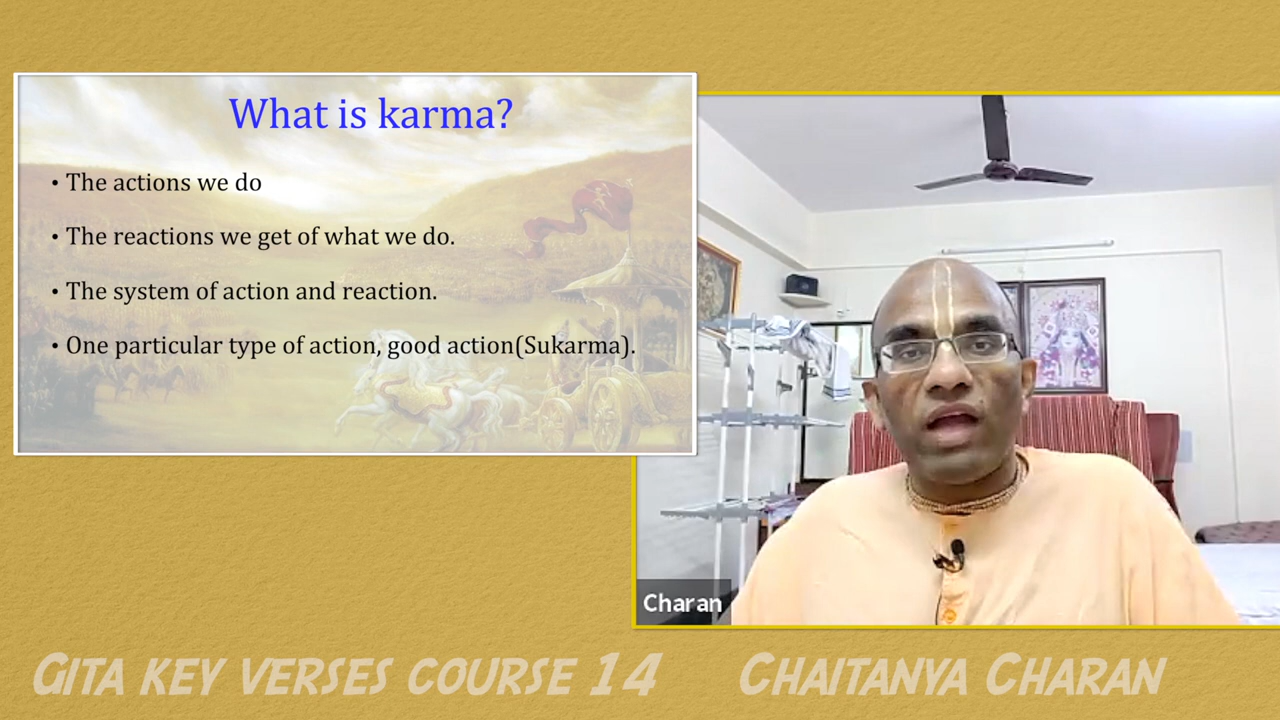 What is karma?
• The actions we do
• The reactions we get of what we do.
• The system of action and reaction.
• One particular type of action, good action(Sukarma).
Charan
GITA KEY VERSES COURSE 14
CHAITANYA CHARAN